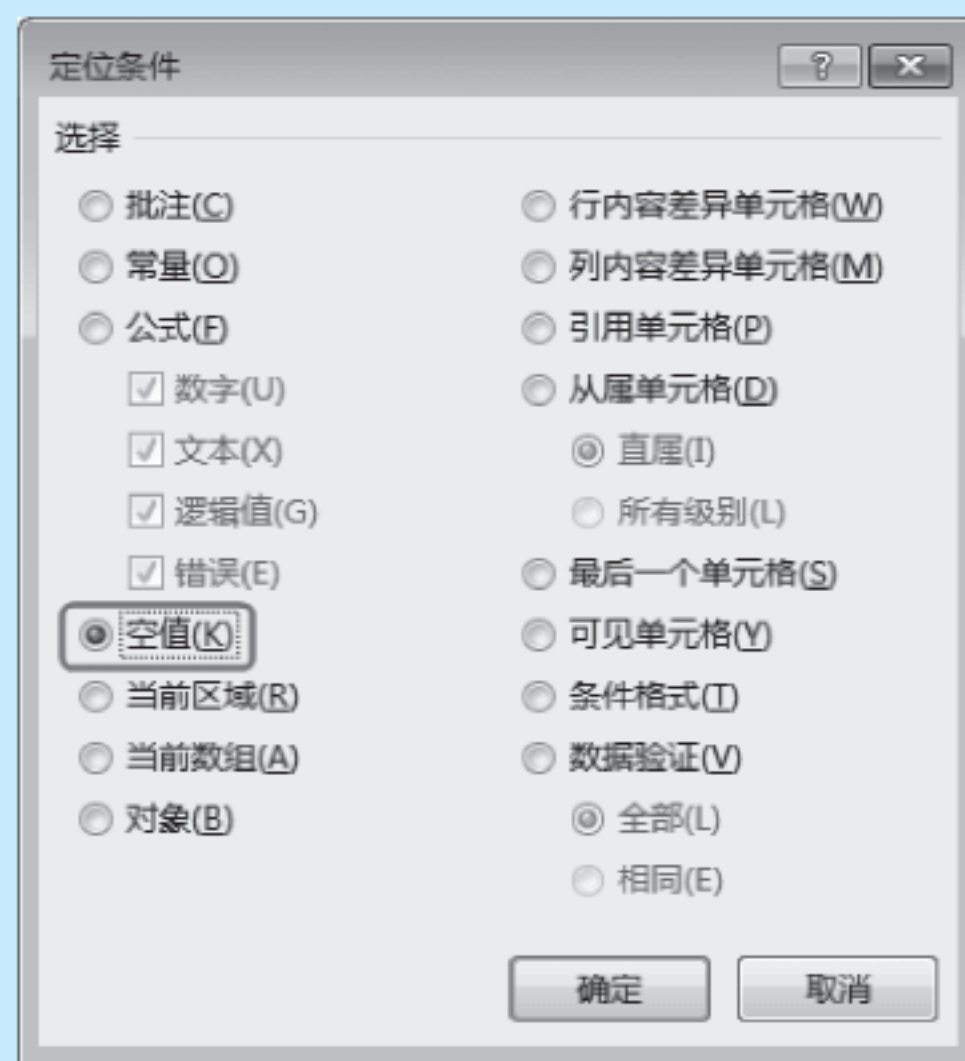 定位条件
选择
批注(C)
常量(O)
公式(F)
数字(U)
文本(X)
逻辑值(G)
错误(E)
空值(K)
当前区域(R)
当前数组(A)
对象(B)
行内容差异单元格(W)
列内容差异单元格(M)
引用单元格(P)
从属单元格(D)
直属(I)
所有级别(L)
最后一个单元格(S)
可见单元格(Y)
条件格式(T)
数据验证(V)
全部(L)
相同(E)
确定
取消